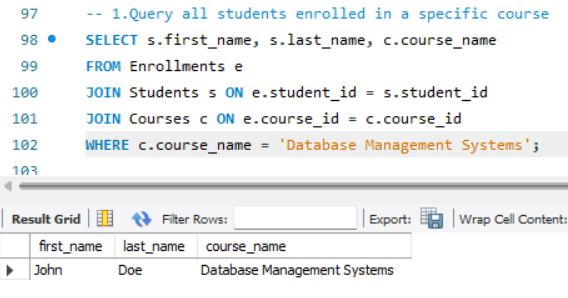 97 -- 1.Query all students enrolled in a specific course
98 SELECT s.first_name, s.last_name, c.course_name
99 FROM Enrollments e
100 JOIN Students s ON e.student_id = s.student_id
101 JOIN Courses c ON e.course_id = c.course_id
102 WHERE c.course_name = 'Database Management Systems';
103
Result Grid Filter Rows: Export: Wrap Cell Content:
first_name last_name course_name
John Doe Database Management Systems